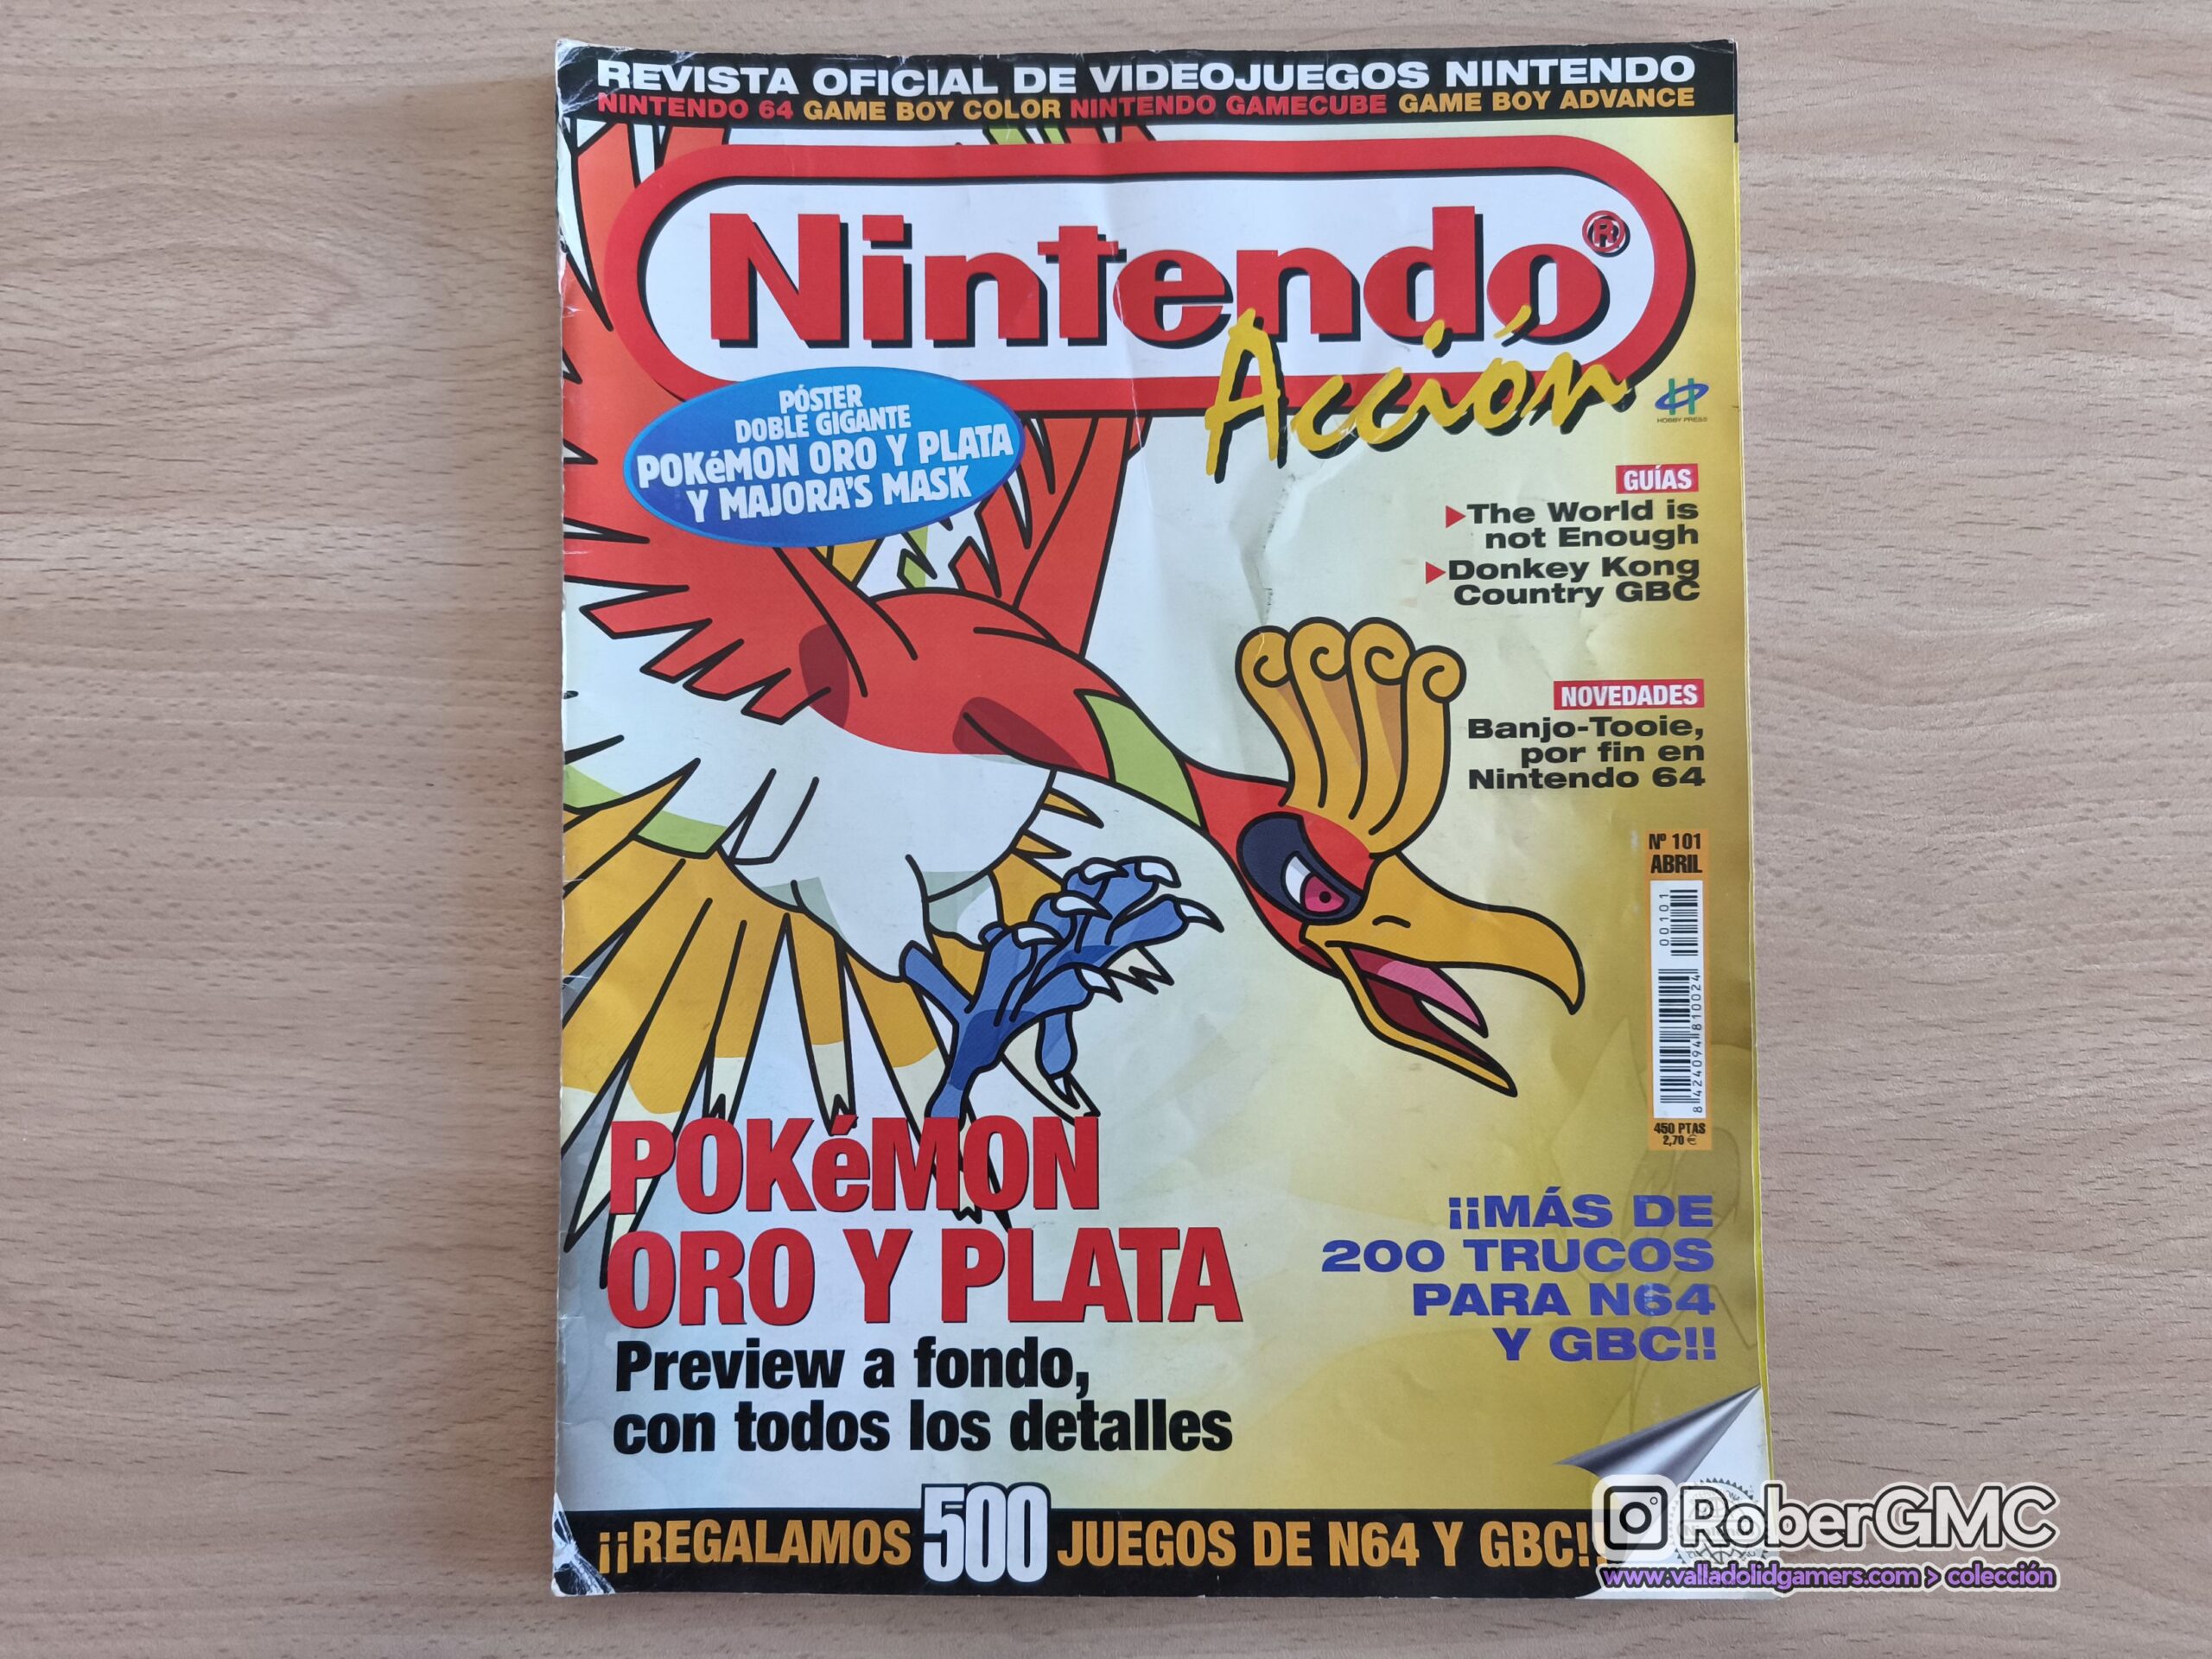 REVISTA OFICIAL DE VIDEOJUEGOS NINTENDO
NINTENDO 64 GAME BOY COLOR NINTENDO GAMECUBE GAME BOY ADVANCE
Nintendo®
Acción
HOBBY PRESS
PÓSTER
DOBLE GIGANTE
POKéMON ORO Y PLATA
Y MAJORA'S MASK
GUÍAS
The World is
not Enough
Donkey Kong
Country GBC
NOVEDADES
Banjo-Tooie,
por fin en
Nintendo 64
Nº 101
ABRIL
00101
8 424094 810024
450 PTAS
2,70 €
POKéMON
ORO Y PLATA
Preview a fondo,
con todos los detalles
¡¡MÁS DE
200 TRUCOS
PARA N64
Y GBC!!
¡¡REGALAMOS 500 JUEGOS DE N64 Y GBC!!
RoberGMC
www.valladolidgamers.com > colección